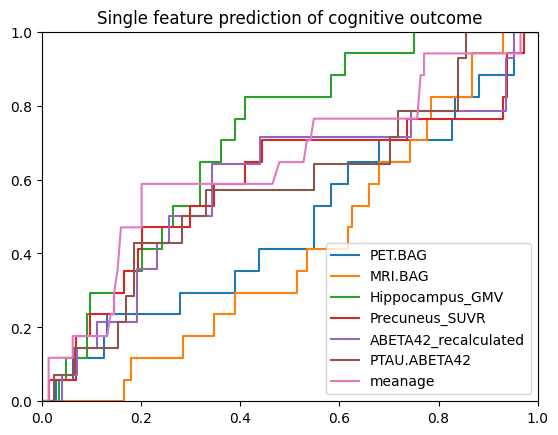 Single feature prediction of cognitive outcome
1.0
0.8
0.6
0.4
0.2
0.0
PET.BAG
MRI.BAG
Hippocampus_GMV
Precuneus_SUVR
ABETA42_recalculated
PTAU.ABETA42
meanage
0.0 0.2 0.4 0.6 0.8 1.0